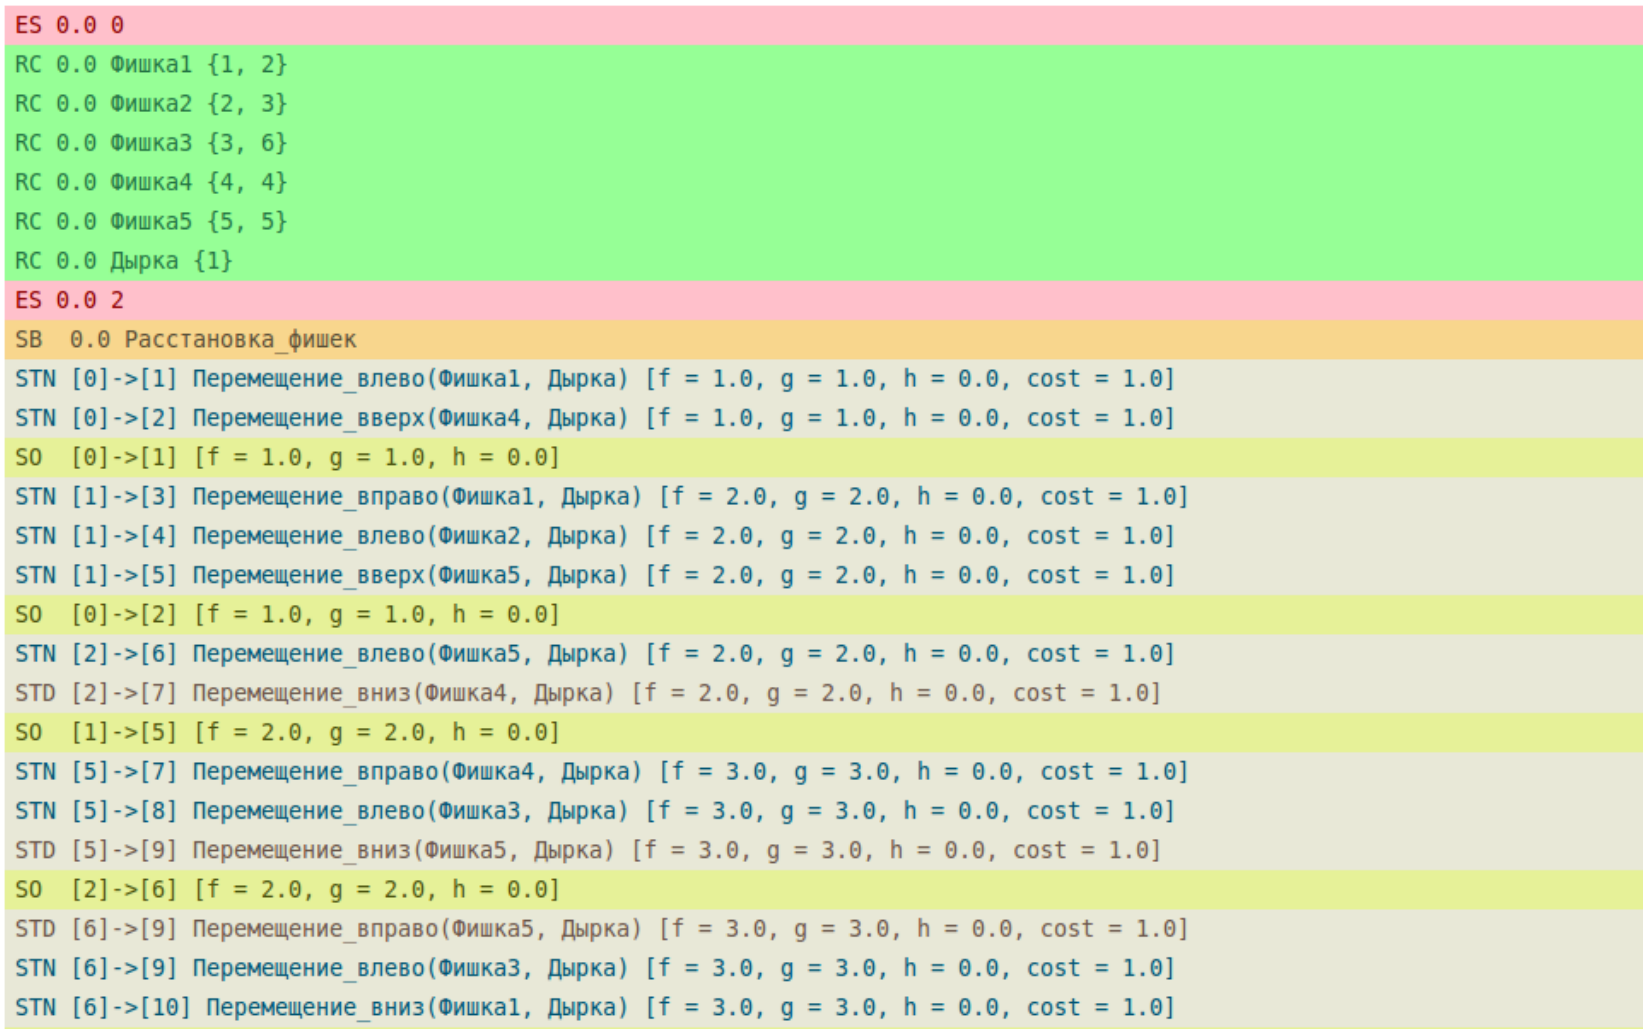 ES 0.0 0
RC 0.0 Фишка1 {1, 2}
RC 0.0 Фишка2 {2, 3}
RC 0.0 Фишка3 {3, 6}
RC 0.0 Фишка4 {4, 4}
RC 0.0 Фишка5 {5, 5}
RC 0.0 Дырка {1}
ES 0.0 2
SB  0.0 Расстановка_фишек
STN [0]->[1] Перемещение_влево(Фишка1, Дырка) [f = 1.0, g = 1.0, h = 0.0, cost = 1.0]
STN [0]->[2] Перемещение_вверх(Фишка4, Дырка) [f = 1.0, g = 1.0, h = 0.0, cost = 1.0]
SO  [0]->[1] [f = 1.0, g = 1.0, h = 0.0]
STN [1]->[3] Перемещение_вправо(Фишка1, Дырка) [f = 2.0, g = 2.0, h = 0.0, cost = 1.0]
STN [1]->[4] Перемещение_влево(Фишка2, Дырка) [f = 2.0, g = 2.0, h = 0.0, cost = 1.0]
STN [1]->[5] Перемещение_вверх(Фишка5, Дырка) [f = 2.0, g = 2.0, h = 0.0, cost = 1.0]
SO  [0]->[2] [f = 1.0, g = 1.0, h = 0.0]
STN [2]->[6] Перемещение_влево(Фишка5, Дырка) [f = 2.0, g = 2.0, h = 0.0, cost = 1.0]
STD [2]->[7] Перемещение_вниз(Фишка4, Дырка) [f = 2.0, g = 2.0, h = 0.0, cost = 1.0]
SO  [1]->[5] [f = 2.0, g = 2.0, h = 0.0]
STN [5]->[7] Перемещение_вправо(Фишка4, Дырка) [f = 3.0, g = 3.0, h = 0.0, cost = 1.0]
STN [5]->[8] Перемещение_влево(Фишка3, Дырка) [f = 3.0, g = 3.0, h = 0.0, cost = 1.0]
STD [5]->[9] Перемещение_вниз(Фишка5, Дырка) [f = 3.0, g = 3.0, h = 0.0, cost = 1.0]
SO  [2]->[6] [f = 2.0, g = 2.0, h = 0.0]
STD [6]->[9] Перемещение_вправо(Фишка5, Дырка) [f = 3.0, g = 3.0, h = 0.0, cost = 1.0]
STN [6]->[9] Перемещение_влево(Фишка3, Дырка) [f = 3.0, g = 3.0, h = 0.0, cost = 1.0]
STN [6]->[10] Перемещение_вниз(Фишка1, Дырка) [f = 3.0, g = 3.0, h = 0.0, cost = 1.0]